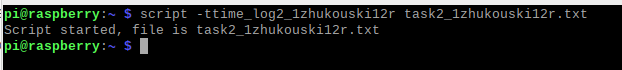 pi@raspberry:~ $ script -ttime_log2_1zhukouski12r task2_1zhukouski12r.txt
Script started, file is task2_1zhukouski12r.txt
pi@raspberry:~ $